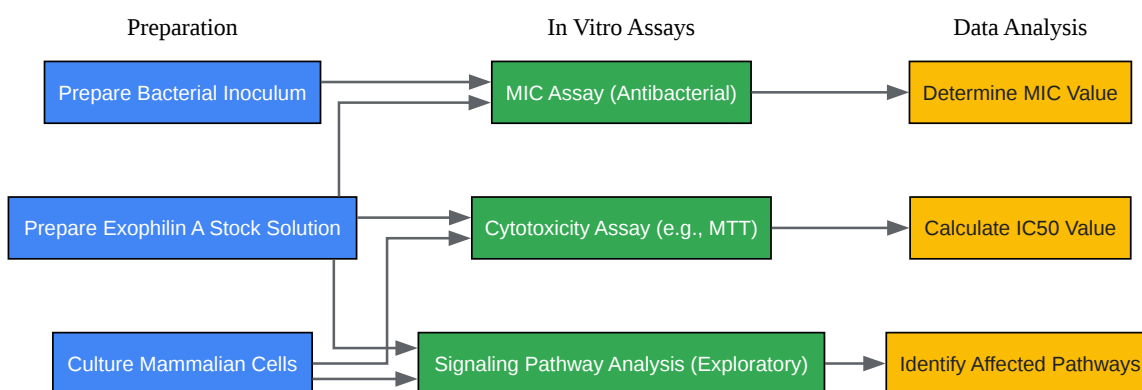 Preparation
In Vitro Assays
Data Analysis
Prepare Bacterial Inoculum
MIC Assay (Antibacterial)
Determine MIC Value
Prepare Exophilin A Stock Solution
Cytotoxicity Assay (e.g., MTT)
Calculate IC50 Value
Culture Mammalian Cells
Signaling Pathway Analysis (Exploratory)
Identify Affected Pathways